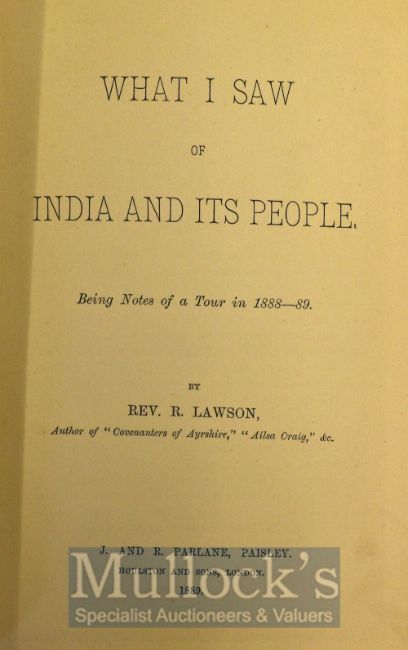 WHAT I SAW
OF
INDIA AND ITS PEOPLE.
Being Notes of a Tour in 1888—89.
BY
REV. R. LAWSON,
Author of "Covenanters of Ayrshire," "Ailsa Craig," &c.
J. AND R. PARLANE, PAISLEY.
HOULSTON AND SONS, LONDON.
1889.
Mullock's
Specialist Auctioneers & Valuers